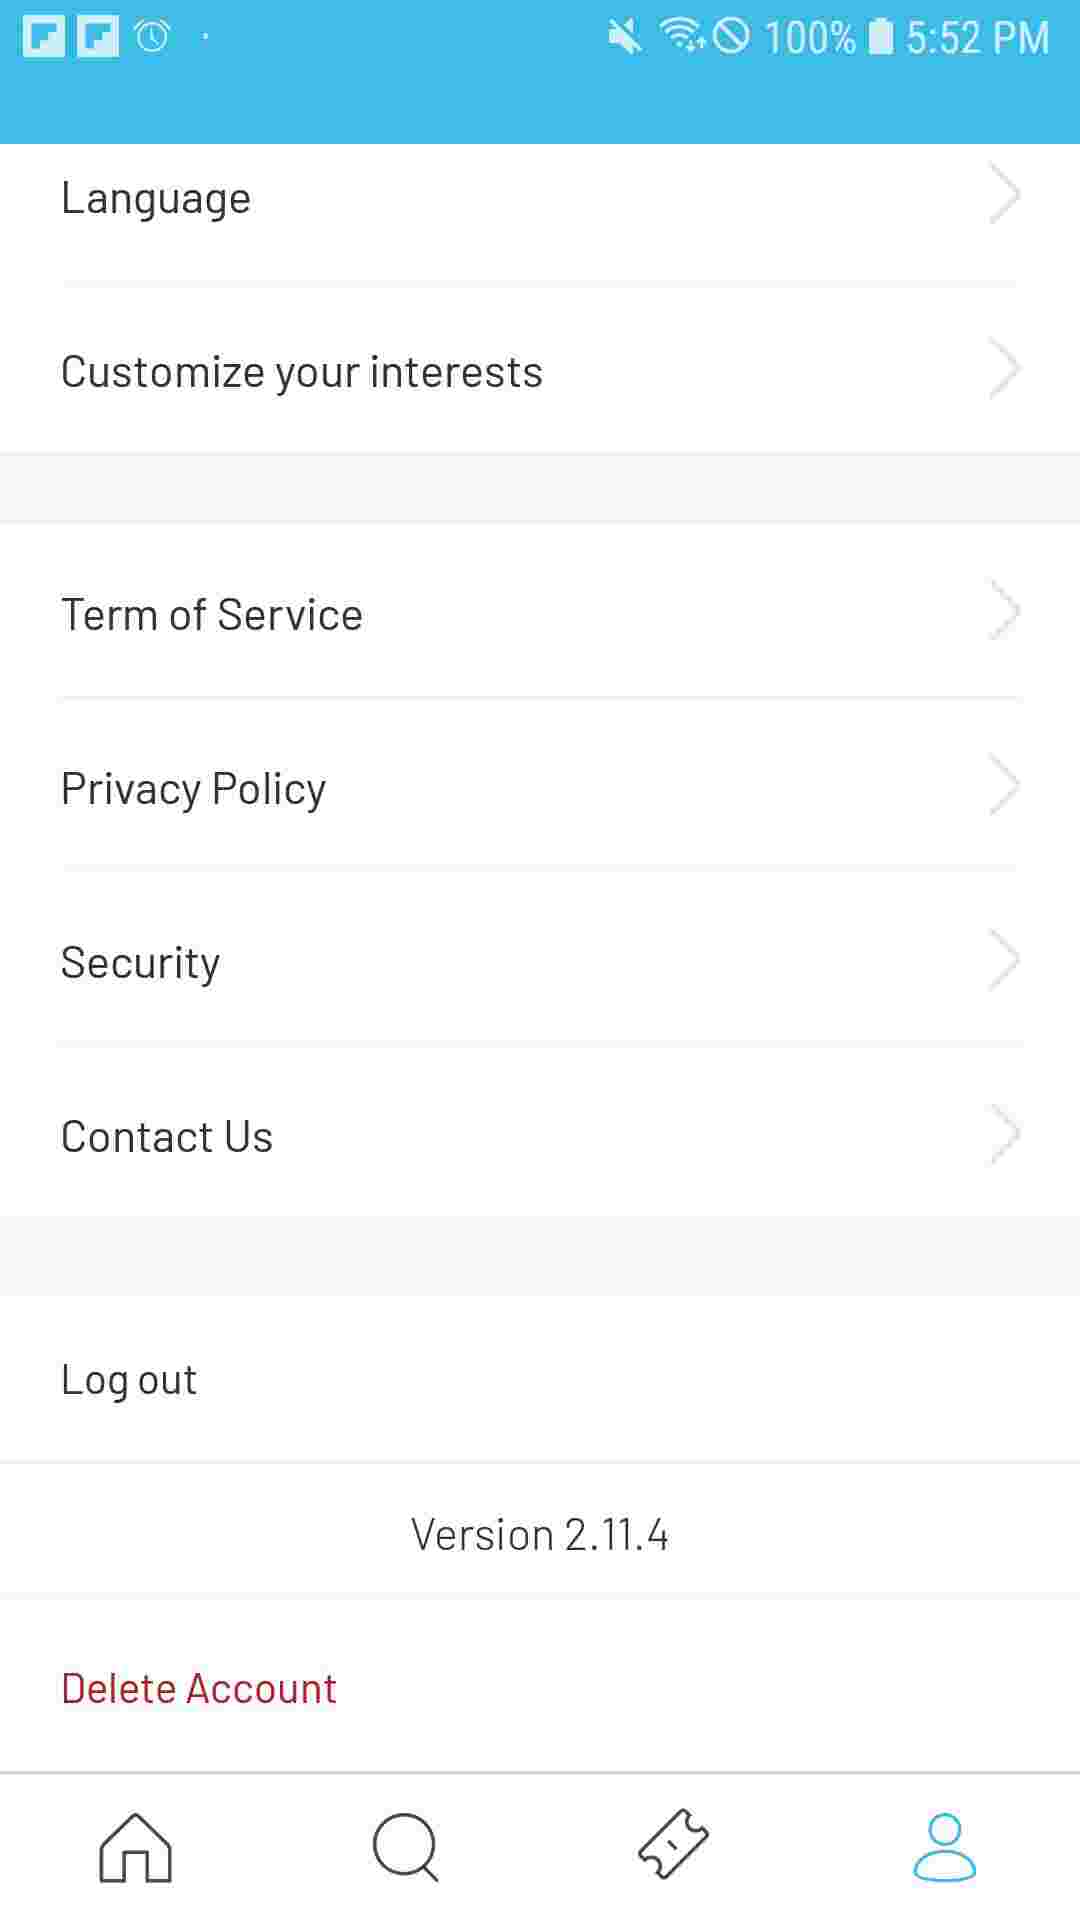 100% 5:52 PM
Language
Customize your interests
Term of Service
Privacy Policy
Security
Contact Us
Log out
Version 2.11.4
Delete Account